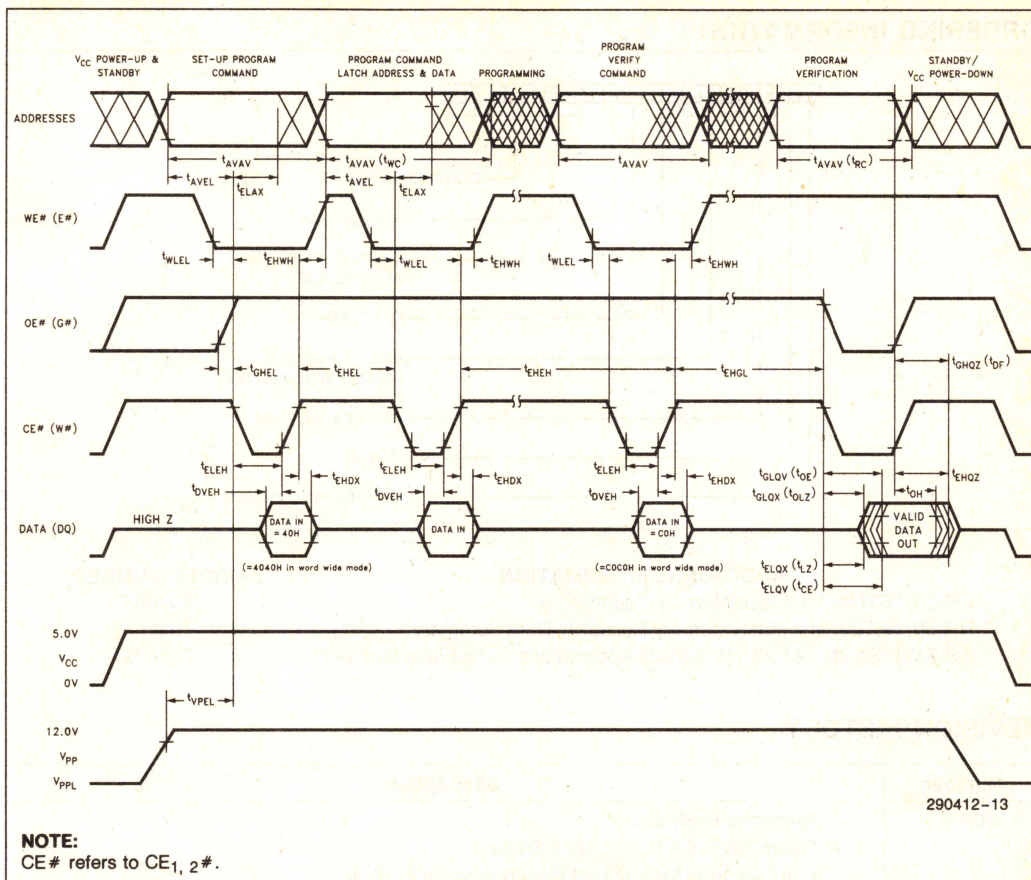 VCC POWER-UP & STANDBY
SET-UP PROGRAM COMMAND
PROGRAM COMMAND LATCH ADDRESS & DATA
PROGRAMMING
PROGRAM VERIFY COMMAND
PROGRAM VERIFICATION
STANDBY/ VCC POWER-DOWN
ADDRESSES
tAVAV
tAVAV (tWC)
tAVAV
tAVAV (tRC)
tAVEL
tELAX
tAVEL
tELAX
WE# (E#)
tWLEL
tEHWH
tWLEL
tEHWH
tWLEL
tEHWH
OE# (G#)
tGHEL
tEHEL
tEHEH
tEHGL
tGHQZ (tDF)
CE# (W#)
tELEH
tELEH
tELEH
tEHQZ
tDVEH
tEHDX
tDVEH
tEHDX
tDVEH
tEHDX
tGLQV (tOE)
tGLQX (tOLZ)
tOH
DATA (DQ)
HIGH Z
DATA IN = 40H
DATA IN
DATA IN = C0H
VALID DATA OUT
(=4040H in word wide mode)
(=C0C0H in word wide mode)
tELQX (tLZ)
tELQV (tCE)
5.0V
VCC
0V
tVPEL
12.0V
VPP
VPPL
290412-13
NOTE:
CE# refers to CE1, 2#.